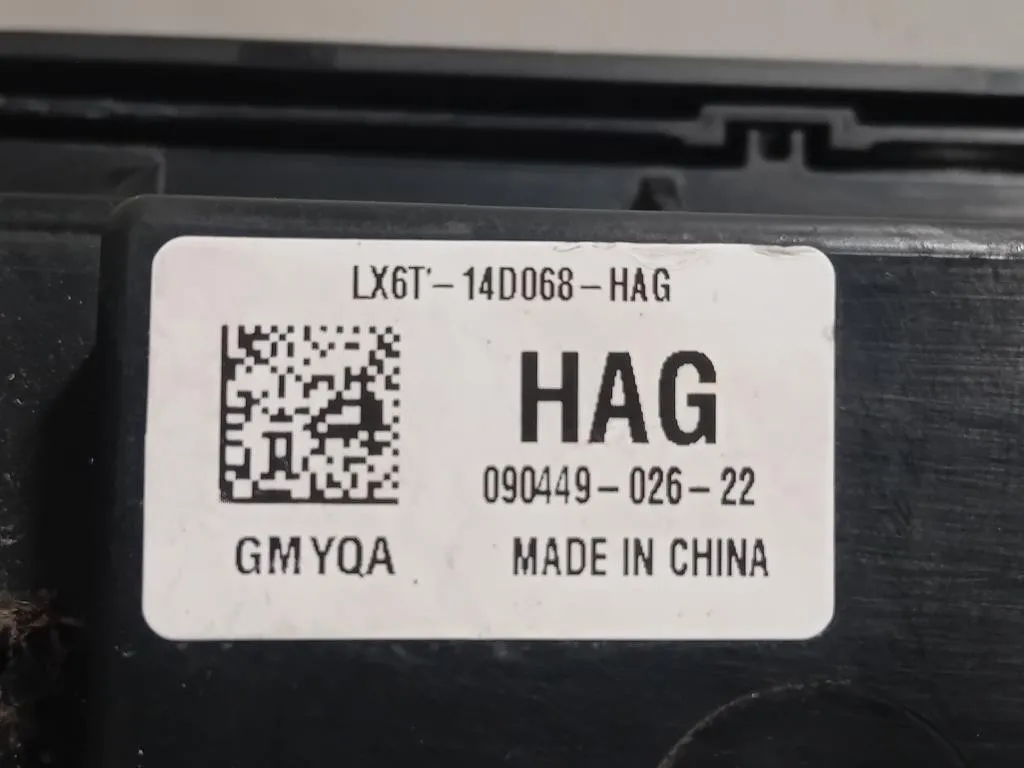 LX6T-14D068-HAG
HAG
090449-026-22
GMYQA
MADE IN CHINA